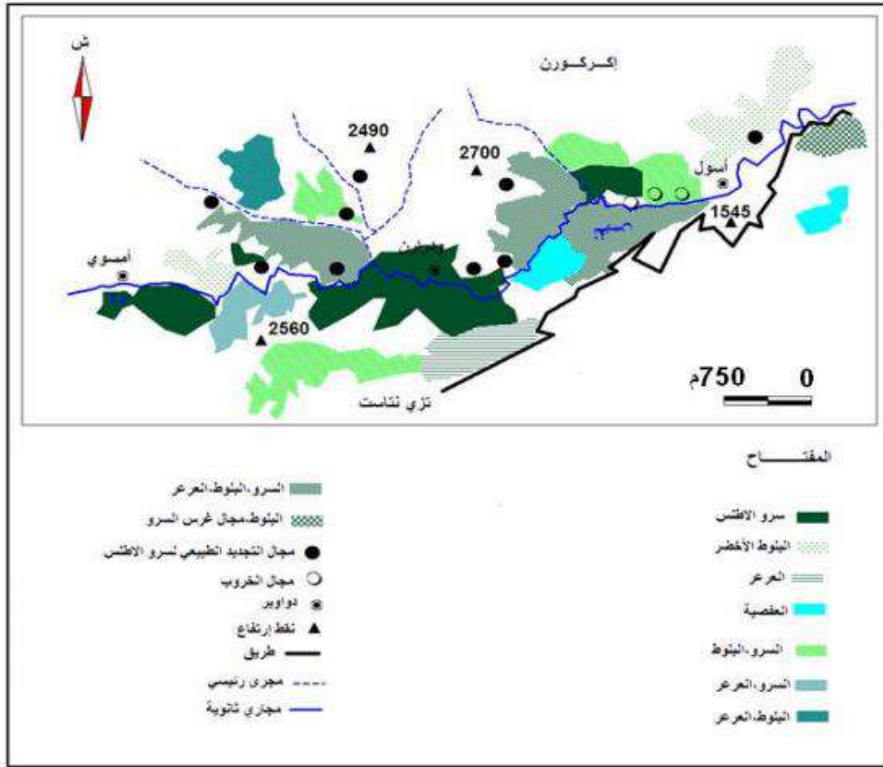 ش
إكركورن
2490
2700
أسول
1545
أمسوي
2560
تزي نتاست
750م
0
المفتـــــاح
سرو الاطلس
البلوط الأخضر
العرعر
العفصية
السرو،البلوط
السرو،العرعر
البلوط،العرعر
السرو،البلوط،العرعر
البلوط،مجال غرس السرو
مجال التجديد الطبيعي لسرو الاطلس
مجال الخروب
دواوير
نقط إرتفاع
طريق
مجرى رئيسي
مجاري ثانوية